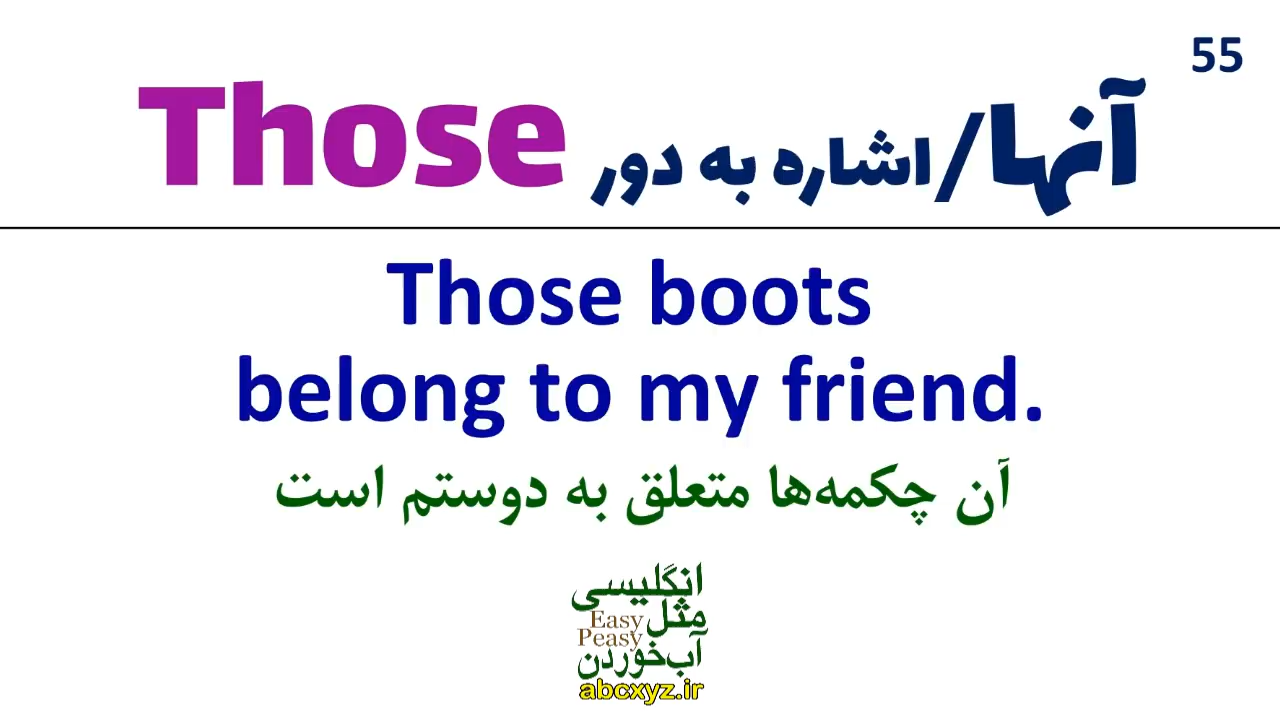 55
Those آنها/اشاره به دور
Those boots
belong to my friend.
آن چکمه‌ها متعلق به دوستم است
انگلیسی
مثل Easy
Peasy
آب‌خوردن
abcxyz.ir